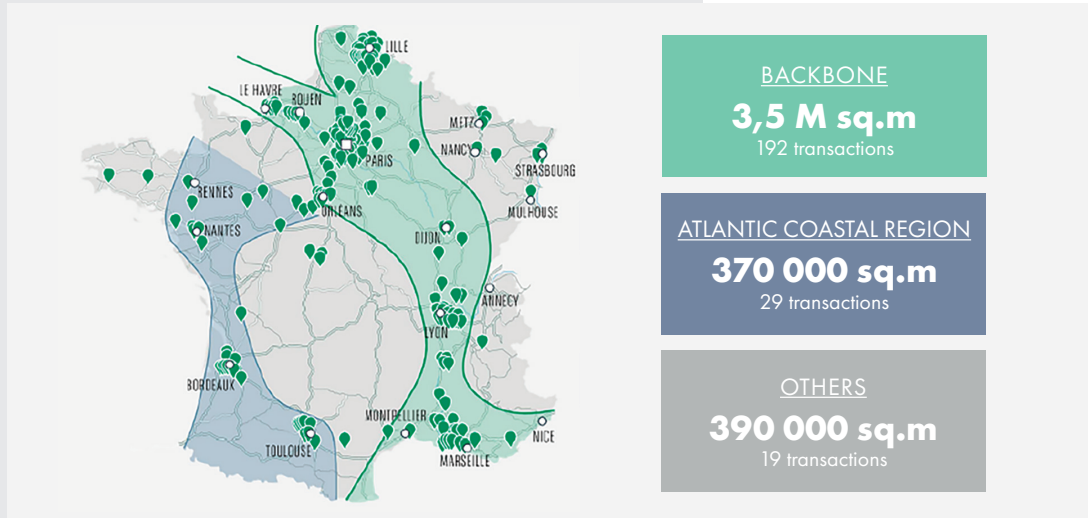 LILLE
LE HAVRE
ROUEN
METZ
NANCY
PARIS
STRASBOURG
RENNES
ORLÉANS
MULHOUSE
NANTES
DIJON
ANNECY
LYON
BORDEAUX
MONTPELLIER
NICE
TOULOUSE
MARSEILLE
BACKBONE
3,5 M sq.m
192 transactions
ATLANTIC COASTAL REGION
370 000 sq.m
29 transactions
OTHERS
390 000 sq.m
19 transactions